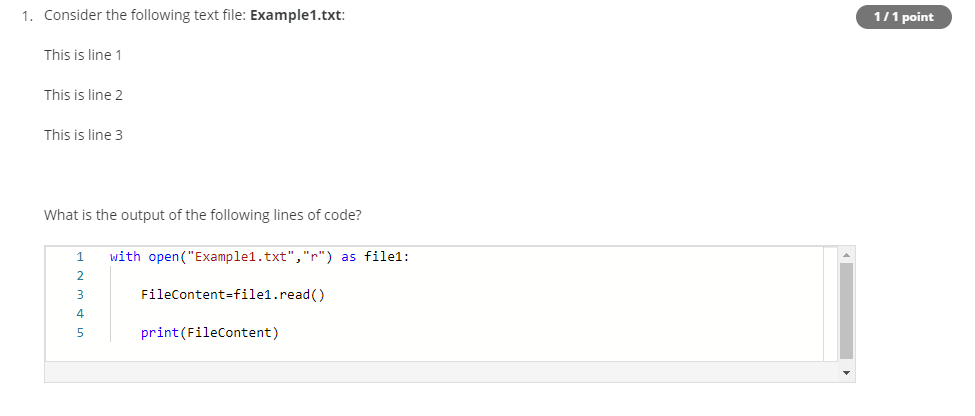 1. Consider the following text file: Example1.txt:
1 / 1 point
This is line 1
This is line 2
This is line 3
What is the output of the following lines of code?
1 with open("Example1.txt","r") as file1:
2
3 FileContent=file1.read()
4
5 print(FileContent)